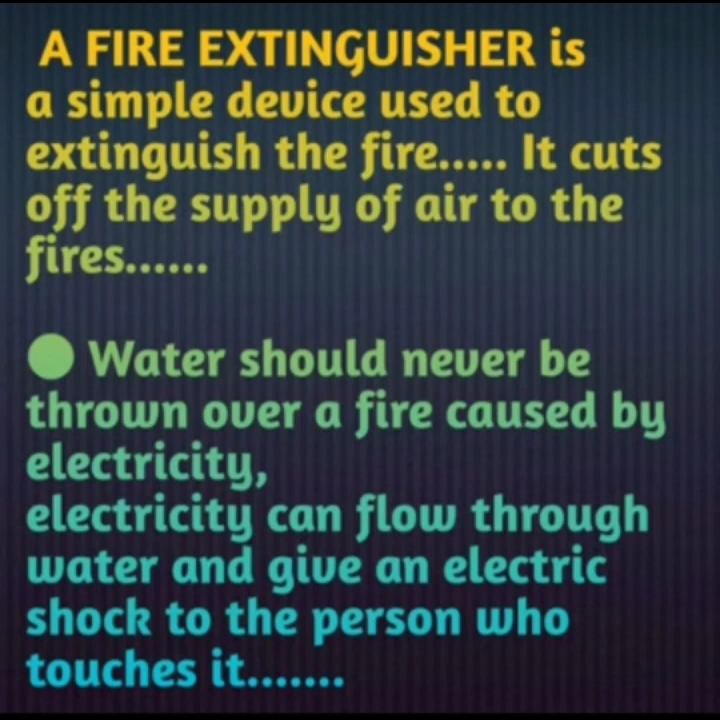 A FIRE EXTINGUISHER is
a simple device used to
extinguish the fire..... It cuts
off the supply of air to the
fires......
● Water should never be
thrown over a fire caused by
electricity,
electricity can flow through
water and give an electric
shock to the person who
touches it.......